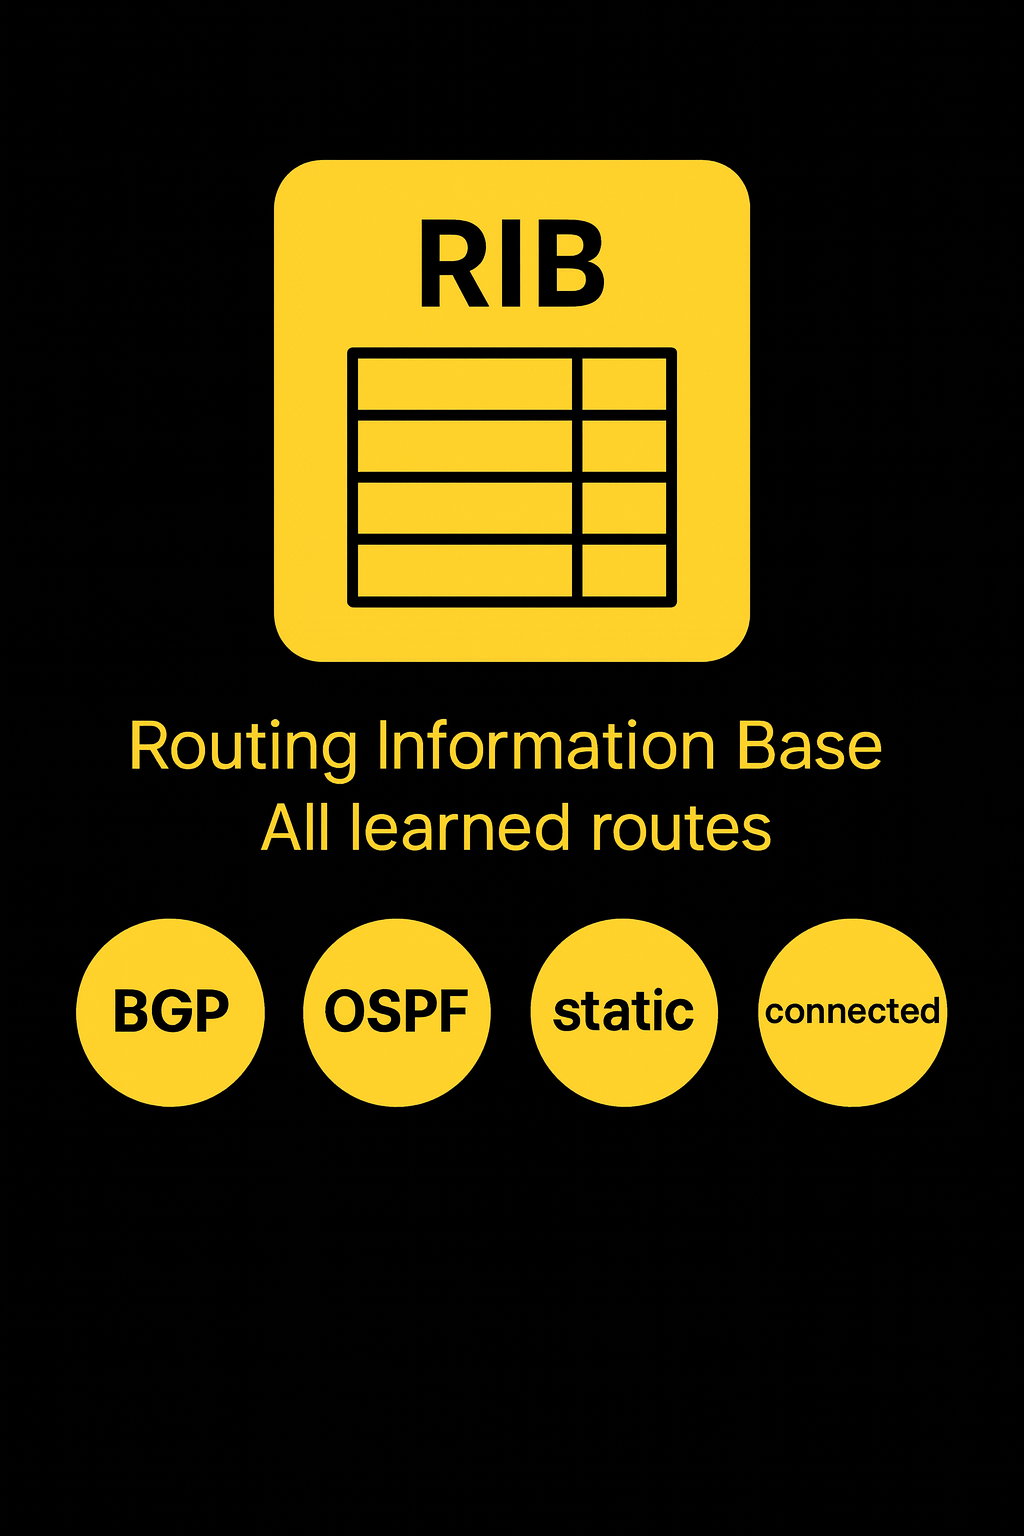 RIB
Routing Information Base
All learned routes
BGP
OSPF
static
connected